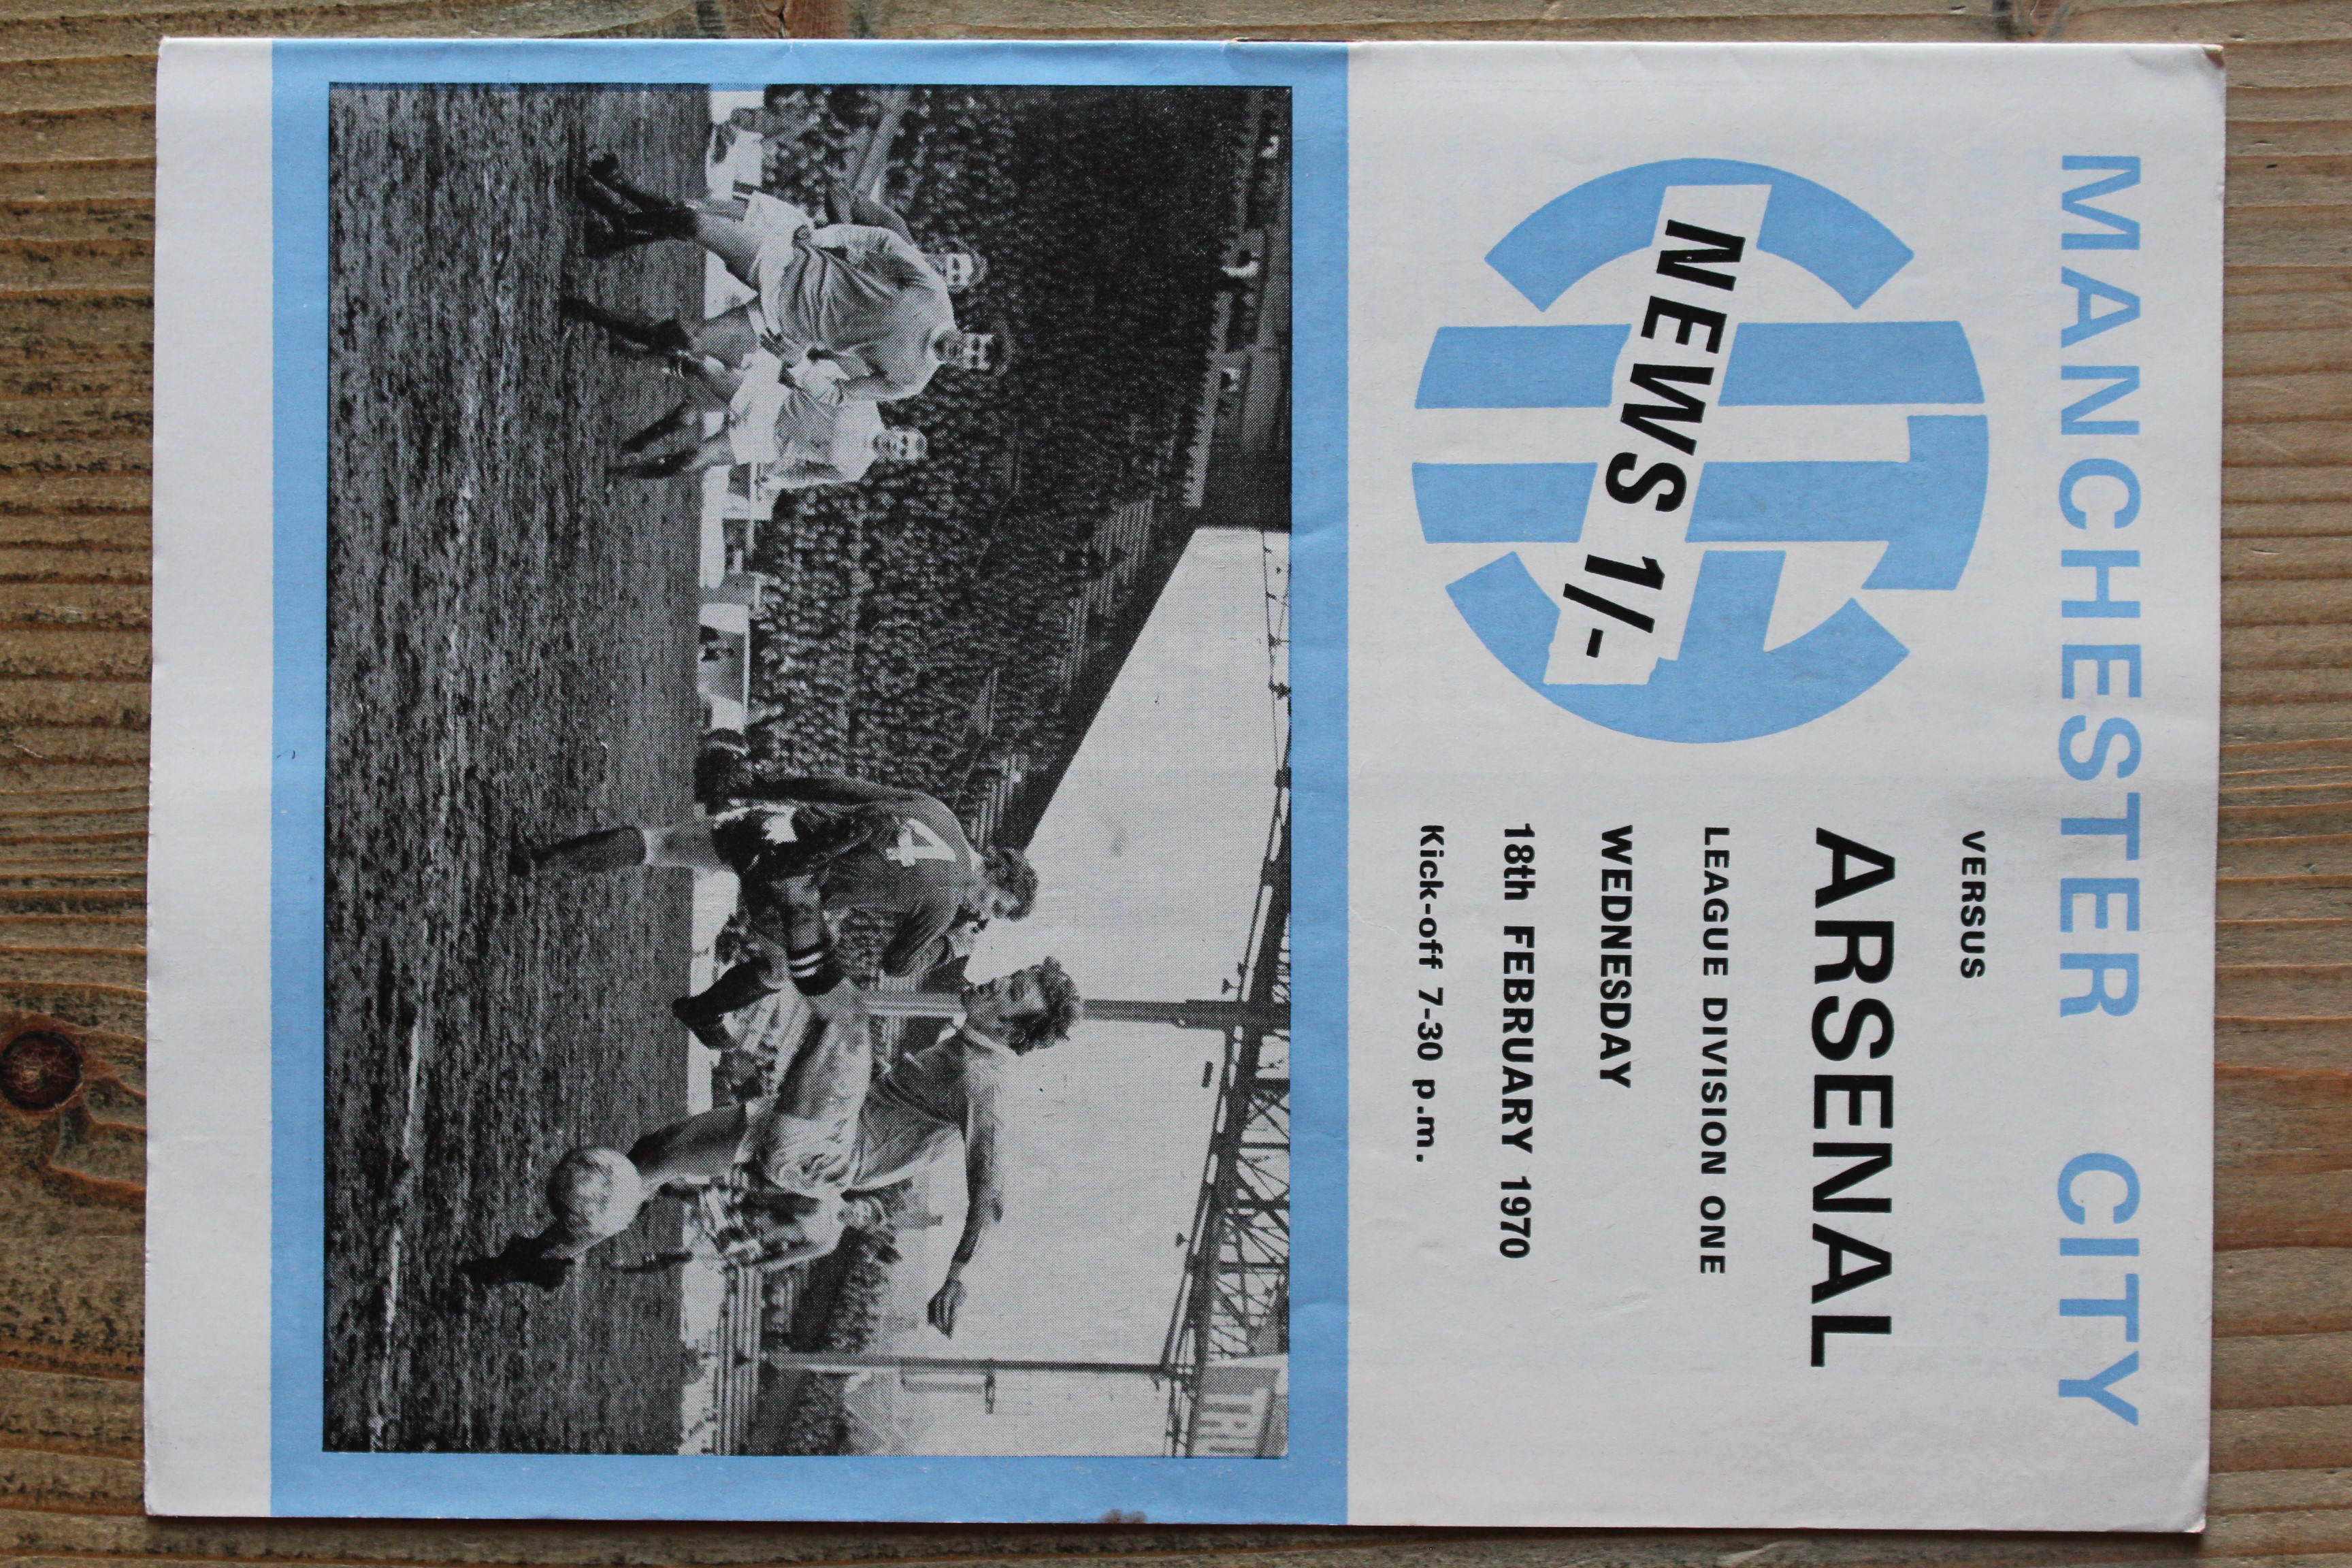 MANCHESTER CITY
NEWS 1/-
VERSUS
ARSENAL
LEAGUE DIVISION ONE
WEDNESDAY
18th FEBRUARY 1970
Kick-off 7-30 p.m.
4